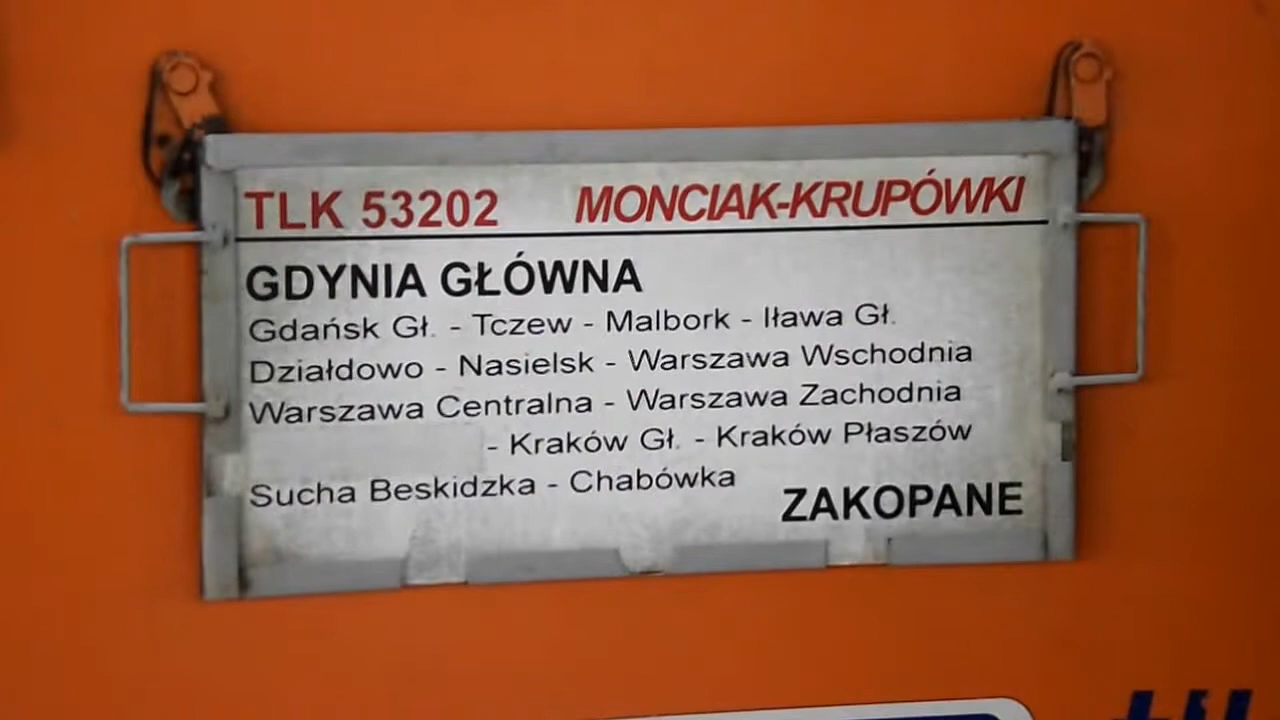 TLK 53202 MONCIAK-KRUPÓWKI
GDYNIA GŁÓWNA
Gdańsk Gł. - Tczew - Malbork - Iława Gł.
Działdowo - Nasielsk - Warszawa Wschodnia
Warszawa Centralna - Warszawa Zachodnia
- Kraków Gł. - Kraków Płaszów
Sucha Beskidzka - Chabówka
ZAKOPANE